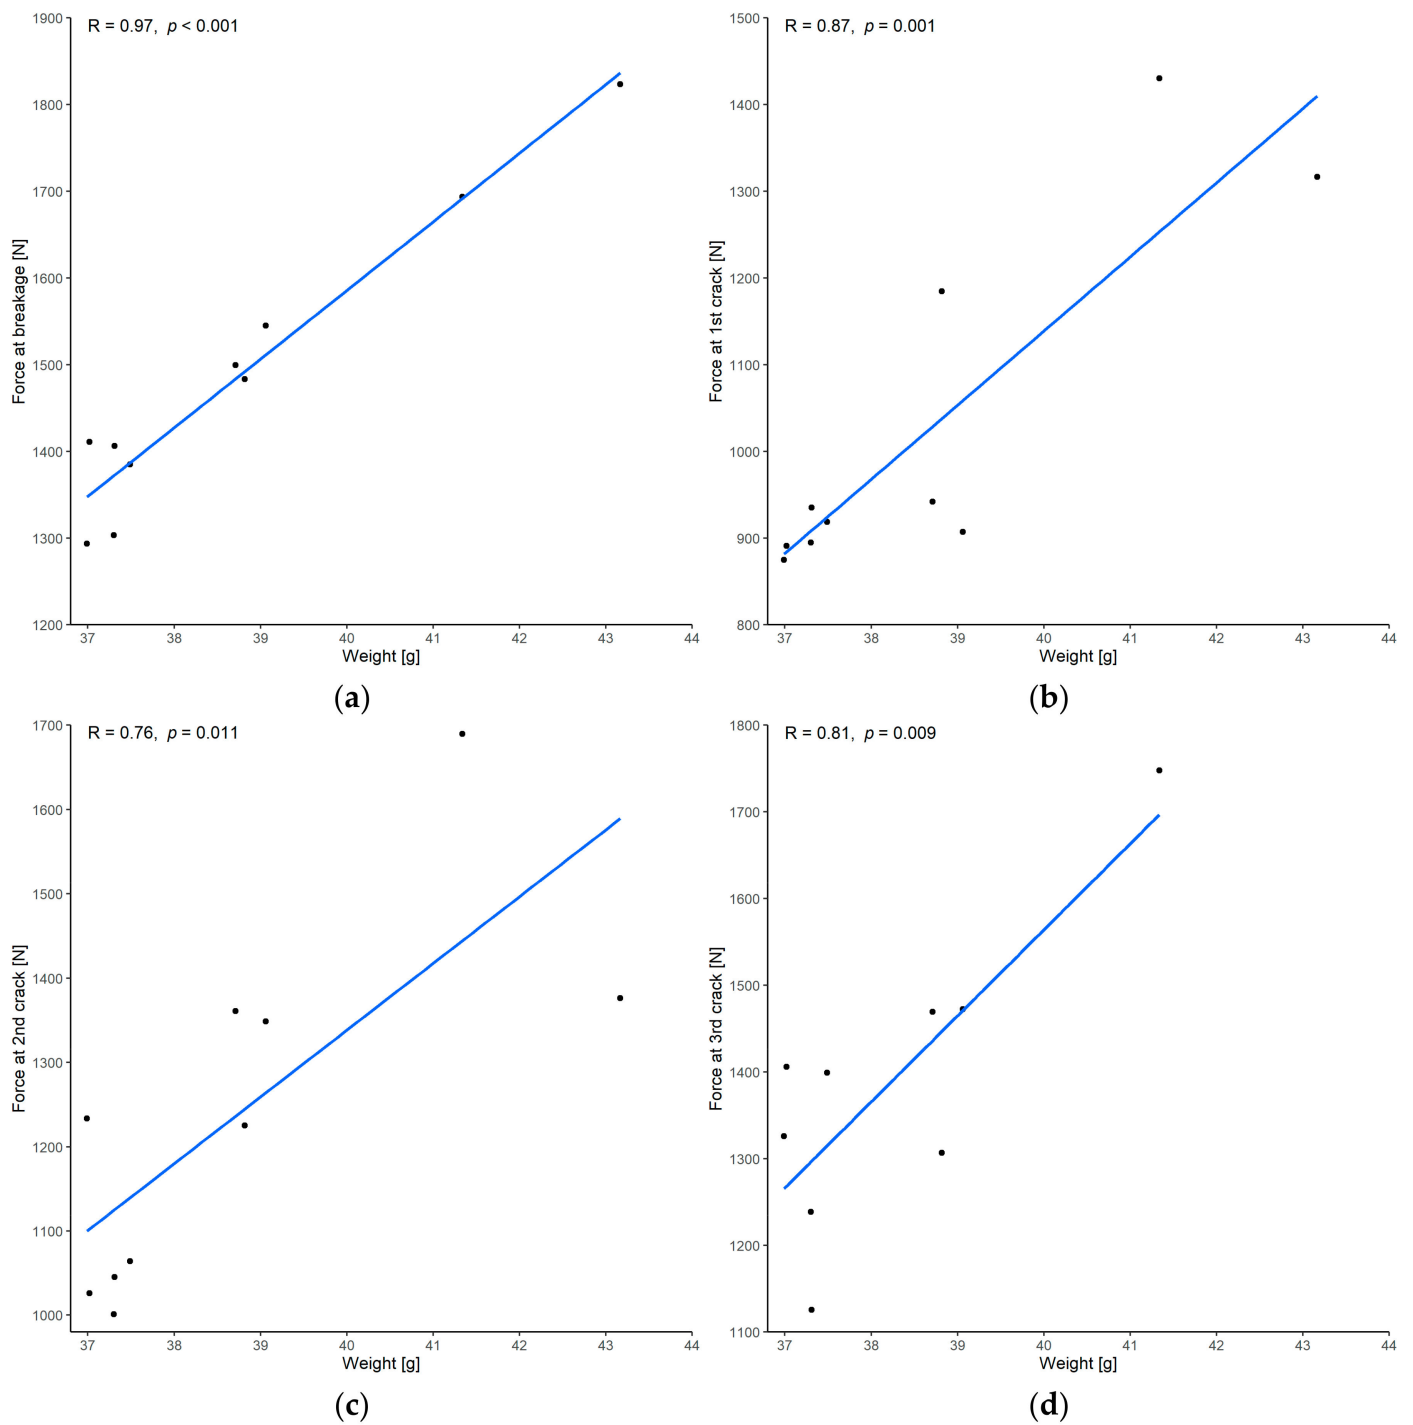 R = 0.97, p < 0.001
Force at breakage [N]
1900
1800
1700
1600
1500
1400
1300
1200
37 38 39 40 41 42 43 44
Weight [g]
(a)
R = 0.87, p = 0.001
Force at 1st crack [N]
1500
1400
1300
1200
1100
1000
900
800
37 38 39 40 41 42 43 44
Weight [g]
(b)
R = 0.76, p = 0.011
Force at 2nd crack [N]
1700
1600
1500
1400
1300
1200
1100
1000
37 38 39 40 41 42 43 44
Weight [g]
(c)
R = 0.81, p = 0.009
Force at 3rd crack [N]
1800
1700
1600
1500
1400
1300
1200
1100
37 38 39 40 41 42 43 44
Weight [g]
(d)